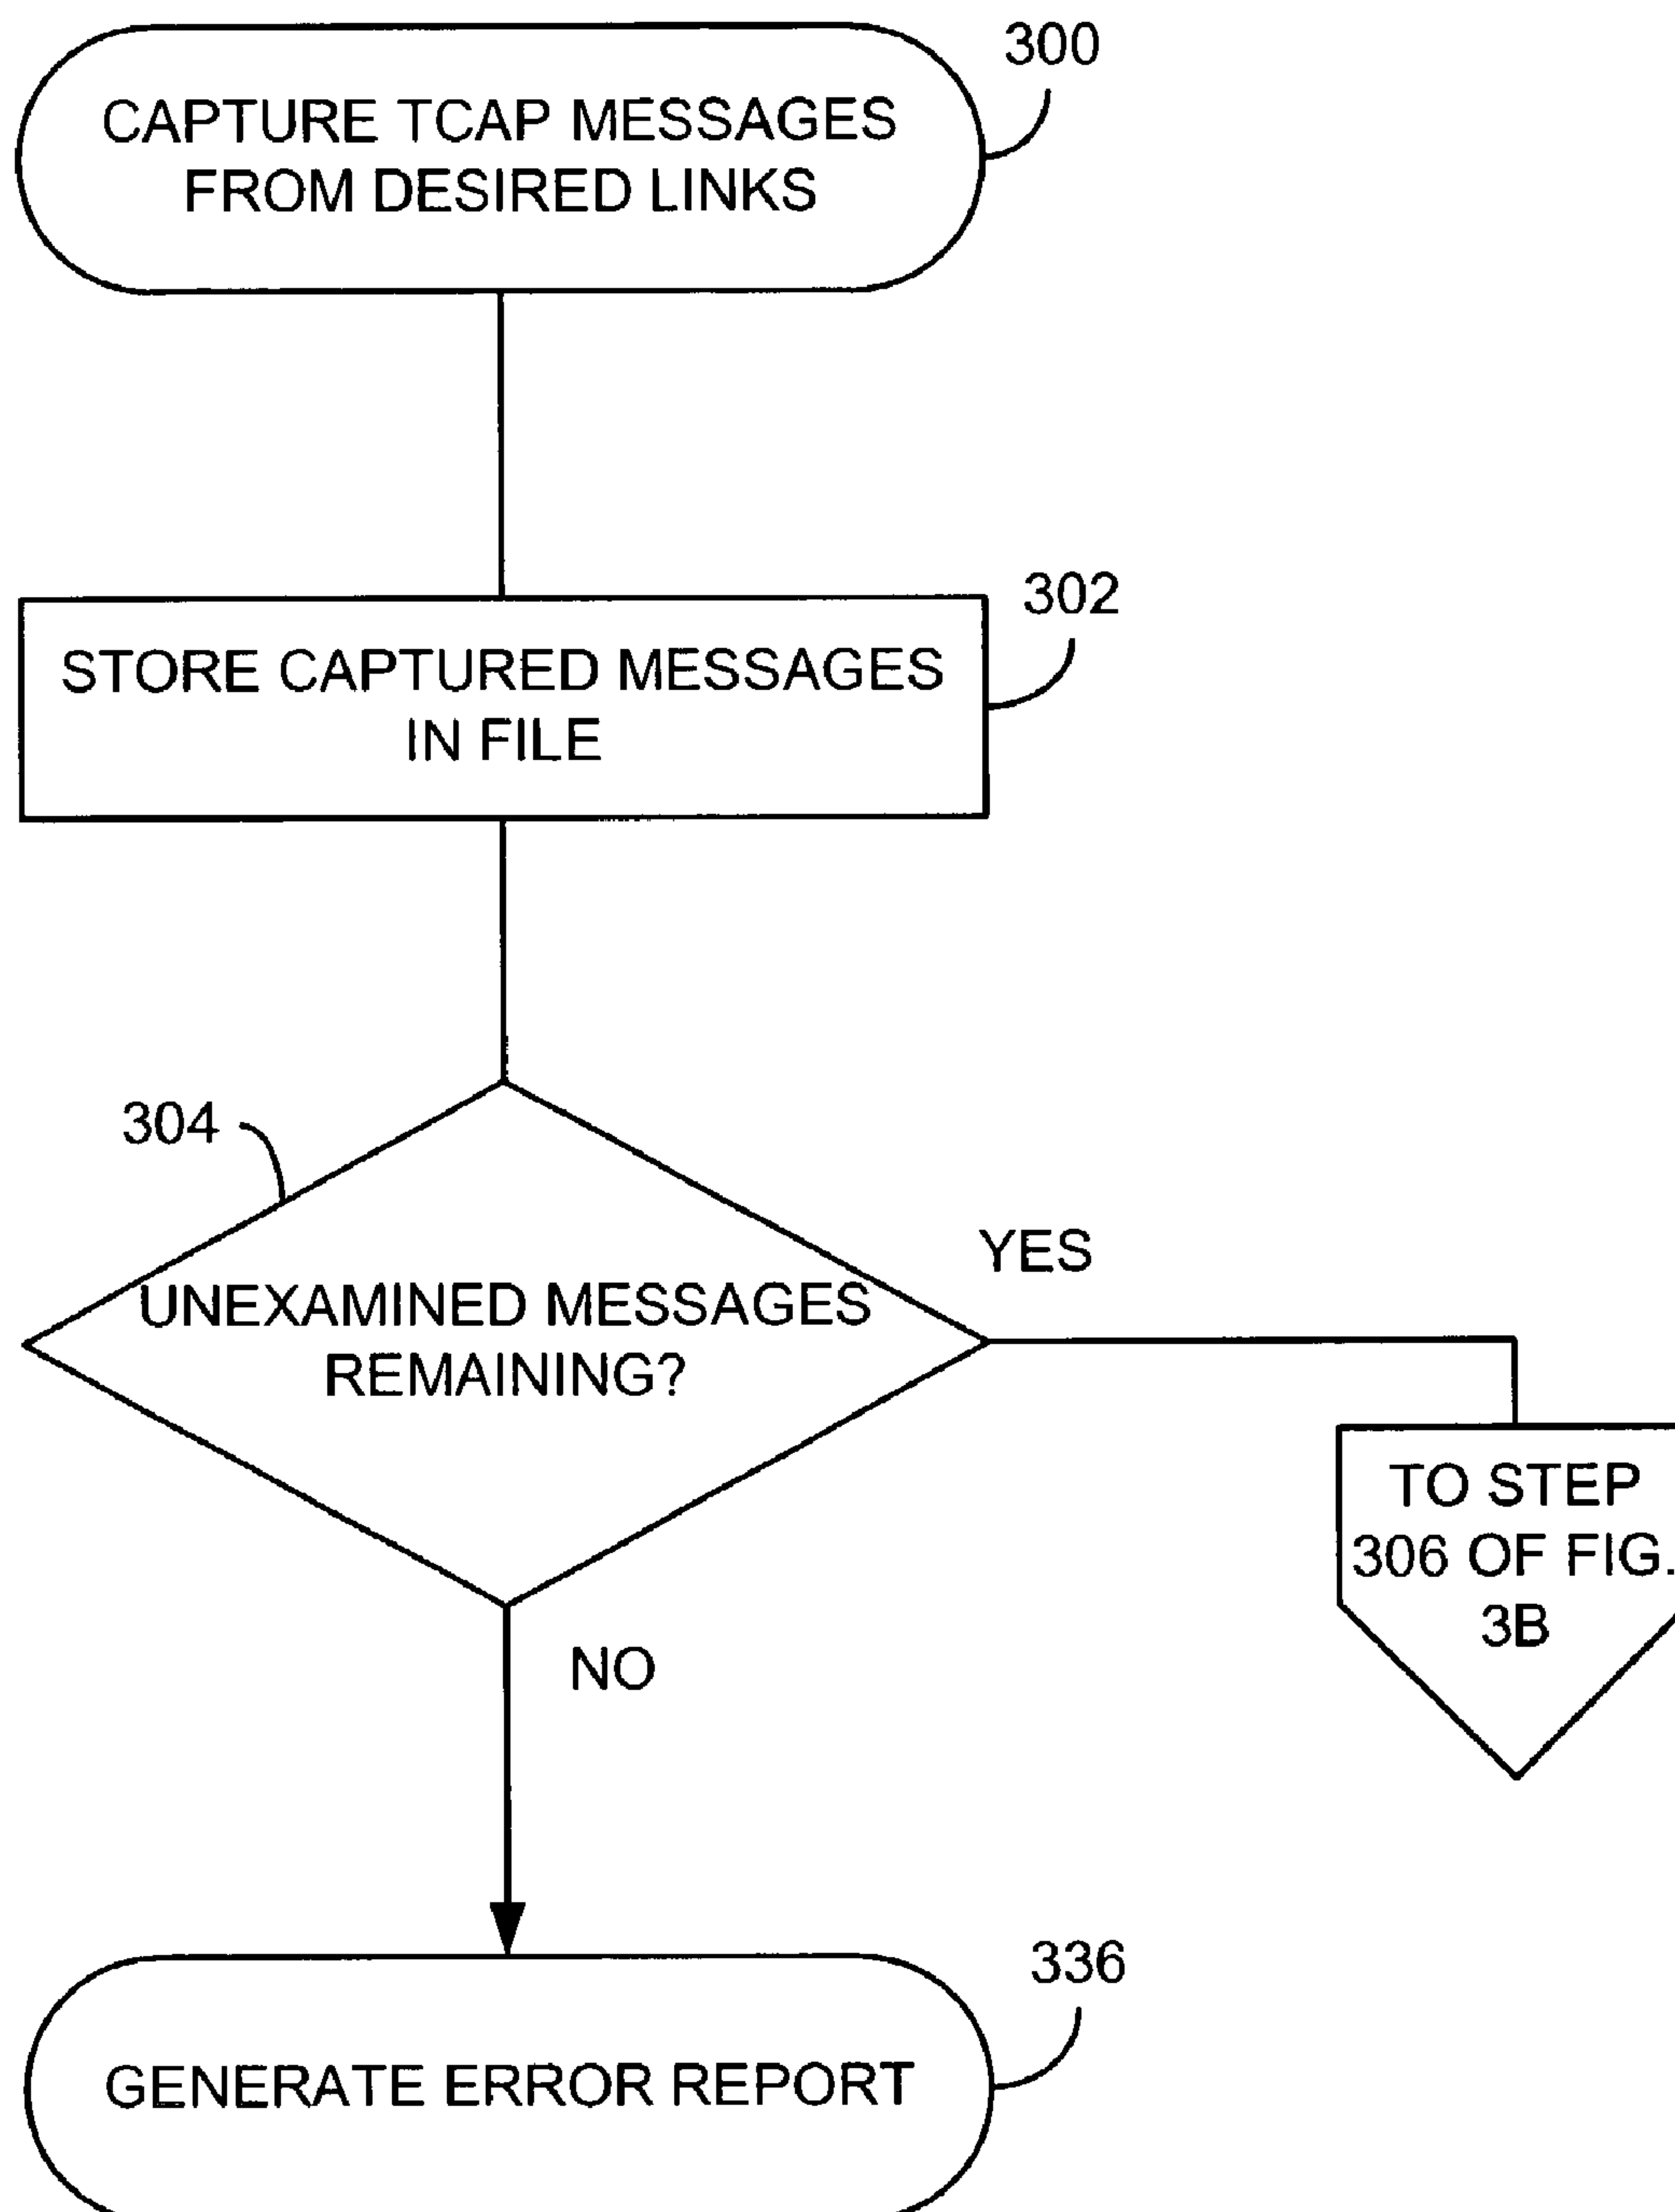 300
CAPTURE TCAP MESSAGES
FROM DESIRED LINKS
302
STORE CAPTURED MESSAGES
IN FILE
304
UNEXAMINED MESSAGES
REMAINING?
YES
TO STEP
306 OF FIG.
3B
NO
336
GENERATE ERROR REPORT